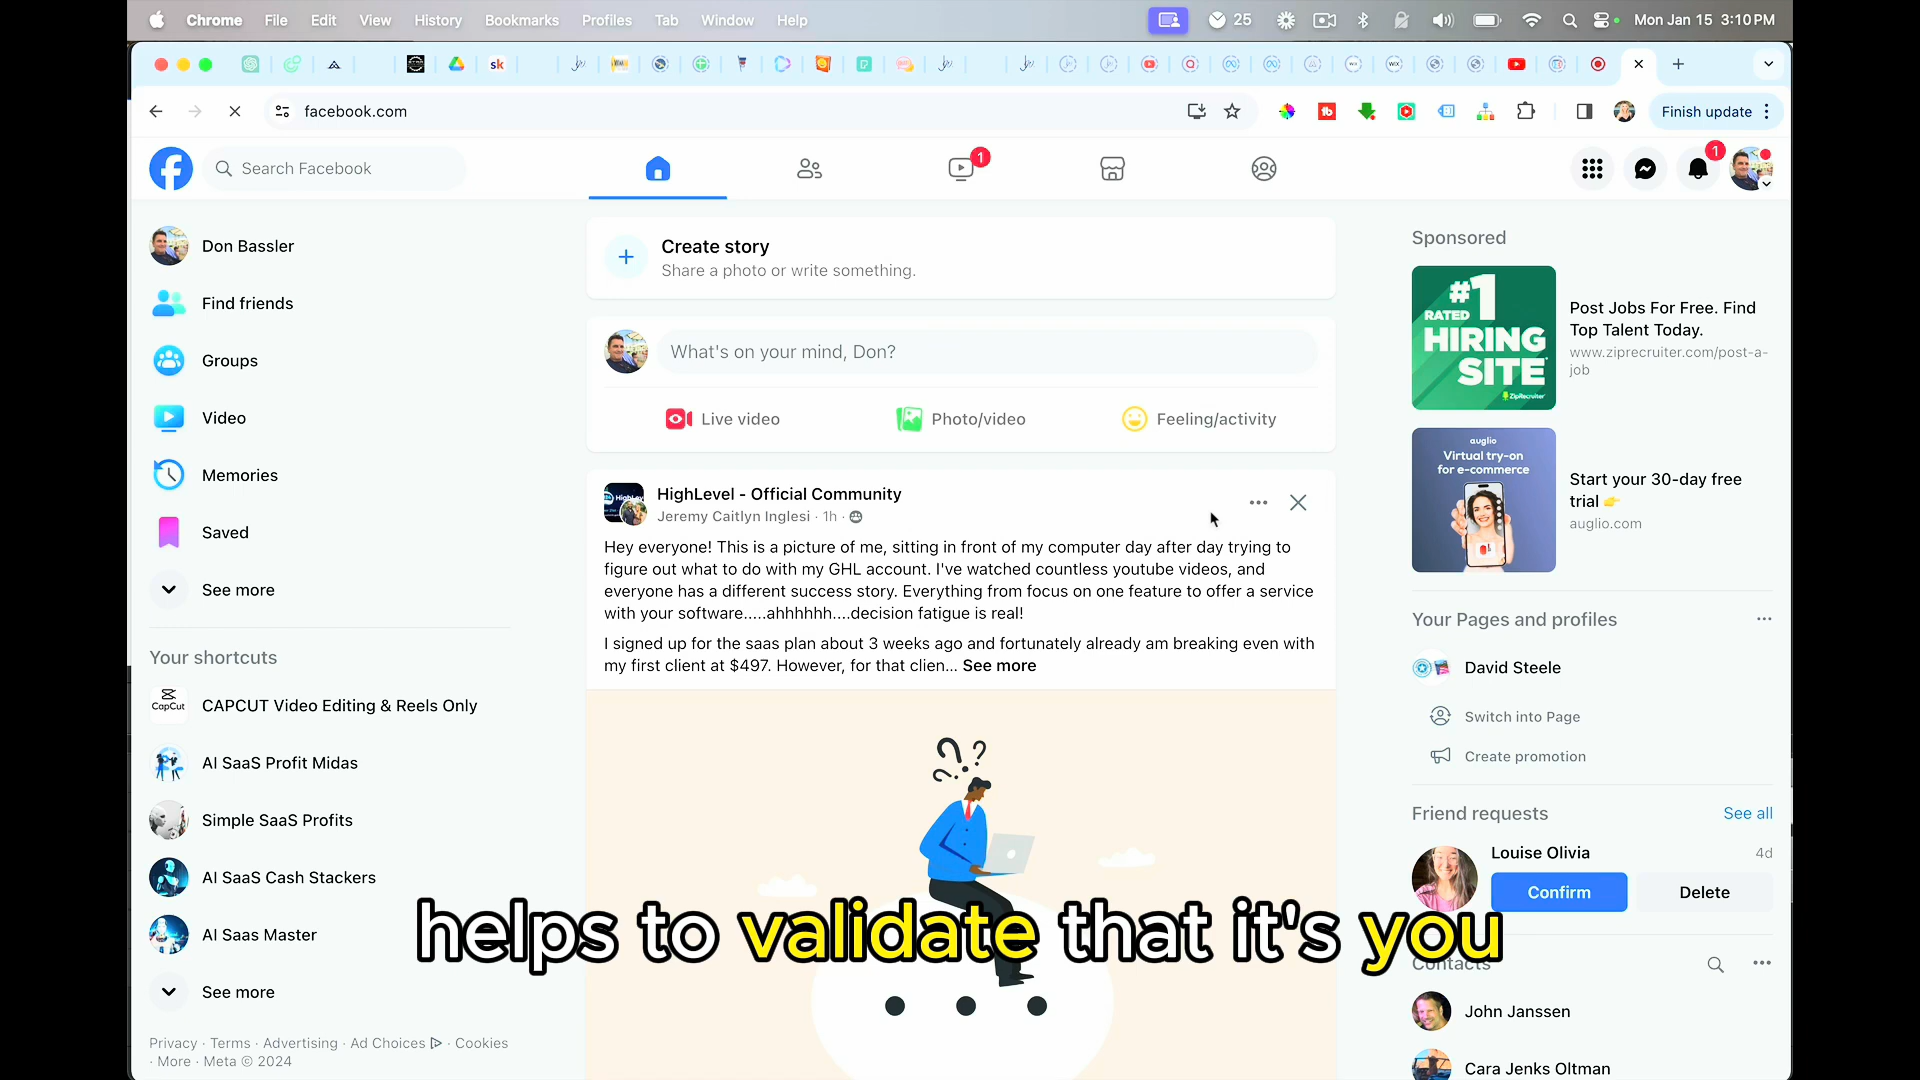 Chrome File Edit View History Bookmarks Profiles Tab Window Help
25
Mon Jan 15 3:10 PM
sk
facebook.com
Finish update
Search Facebook
1
1
Don Bassler
Find friends
Groups
Video
Memories
Saved
See more
Your shortcuts
CapCut
CAPCUT Video Editing & Reels Only
AI SaaS Profit Midas
Simple SaaS Profits
AI SaaS Cash Stackers
AI Saas Master
See more
Privacy · Terms · Advertising · Ad Choices · Cookies
· More · Meta © 2024
Create story
Share a photo or write something.
What's on your mind, Don?
Live video
Photo/video
Feeling/activity
HighLevel - Official Community
Jeremy Caitlyn Inglesi · 1h ·
Hey everyone! This is a picture of me, sitting in front of my computer day after day trying to
figure out what to do with my GHL account. I've watched countless youtube videos, and
everyone has a different success story. Everything from focus on one feature to offer a service
with your software.....ahhhhhh....decision fatigue is real!
I signed up for the saas plan about 3 weeks ago and fortunately already am breaking even with
my first client at $497. However, for that clien... See more
???
helps to validate that it's you
Sponsored
#1
RATED
HIRING
SITE
ZipRecruiter
Post Jobs For Free. Find
Top Talent Today.
www.ziprecruiter.com/post-a-
job
auglio
Virtual try-on
for e-commerce
Start your 30-day free
trial 👉
auglio.com
Your Pages and profiles
David Steele
Switch into Page
Create promotion
Friend requests
See all
Louise Olivia
4d
Confirm
Delete
Contacts
John Janssen
Cara Jenks Oltman